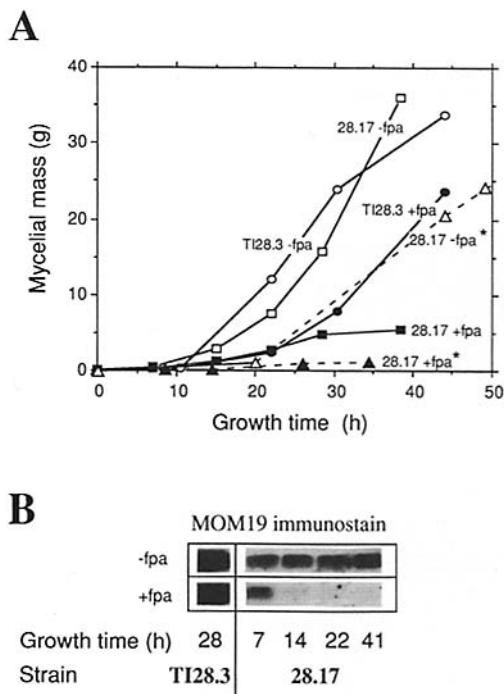 A
40
30
20
10
0
Mycelial mass (g)
28.17 -fpa
TI28.3 -fpa
TI28.3 +fpa
28.17 -fpa*
28.17 +fpa
28.17 +fpa*
0 10 20 30 40 50
Growth time (h)
B
MOM19 immunostain
-fpa
+fpa
Growth time (h) 28 7 14 22 41
Strain TI28.3 28.17